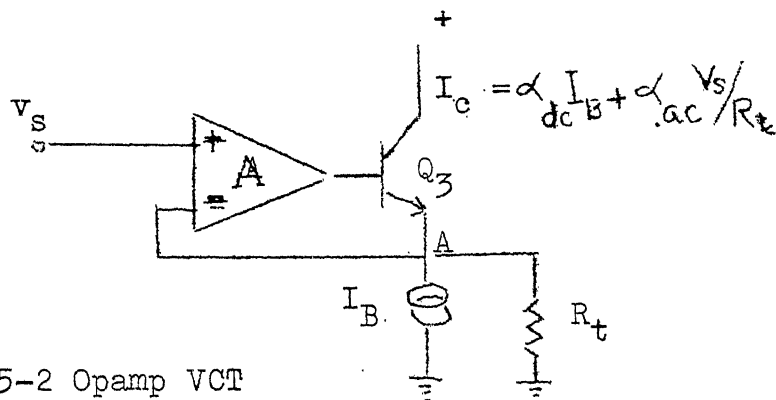 +
I_c = α_dc I_B + α_ac V_s/R_t
v_S
+
A
-
Q_3
A
I_B
R_t
5-2 Opamp VCT